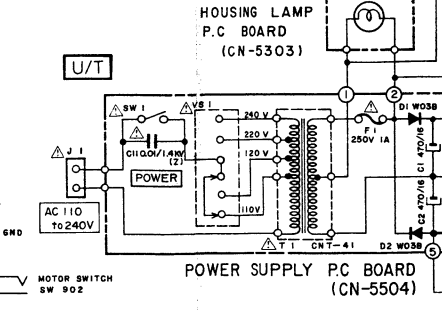 HOUSING LAMP
P.C BOARD
(CN-5303)
U/T
1
2
SW 1
VS 1
240 V
220 V
120 V
110V
F 1
250V 1A
D1 W03B
C1 470/16
C2 470/16
D2 W03B
J 1
C11 0.01/1.4KV
(Z)
POWER
AC 110
to 240V
T 1
CNT-41
5
GND
POWER SUPPLY P.C BOARD
(CN-5504)
MOTOR SWITCH
SW 902